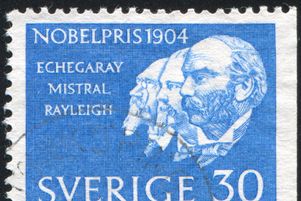 NOBELPRIS 1904
ECHEGARAY
MISTRAL
RAYLEIGH
SVERIGE 30